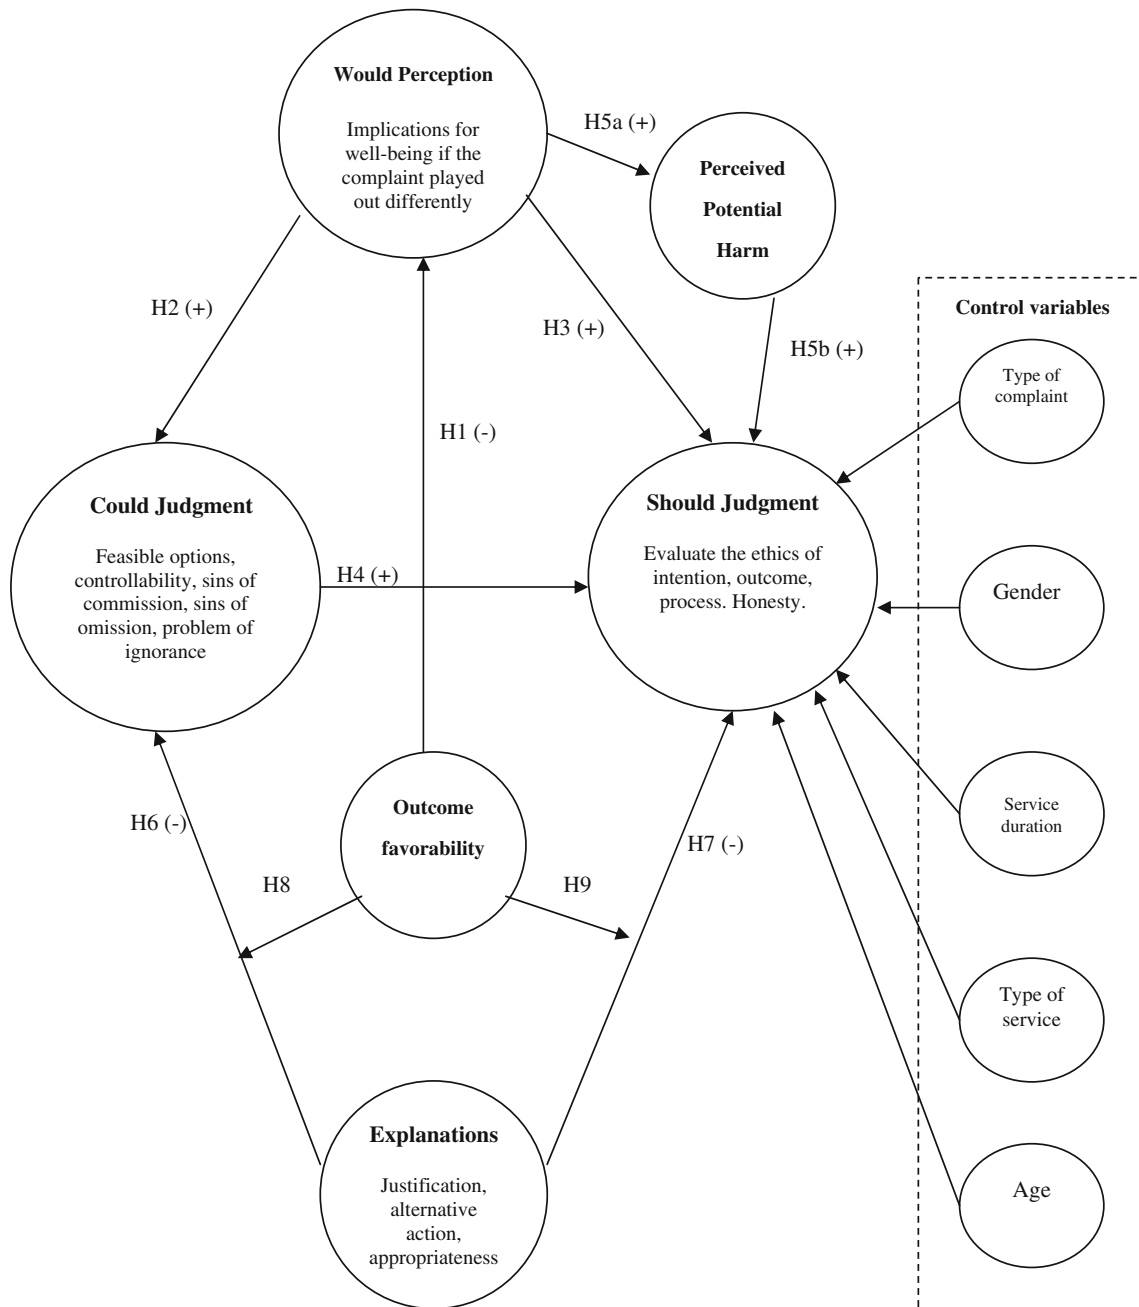 Would Perception
Implications for
well-being if the
complaint played
out differently
H5a (+)
Perceived
Potential
Harm
Control variables
H2 (+)
H3 (+)
H5b (+)
Type of
complaint
H1 (-)
Could Judgment
Feasible options,
controllability, sins of
commission, sins of
omission, problem of
ignorance
H4 (+)
Should Judgment
Evaluate the ethics of
intention, outcome,
process. Honesty.
Gender
Outcome
favorability
Service
duration
H6 (-)
H7 (-)
H8
H9
Type of
service
Explanations
Justification,
alternative
action,
appropriateness
Age